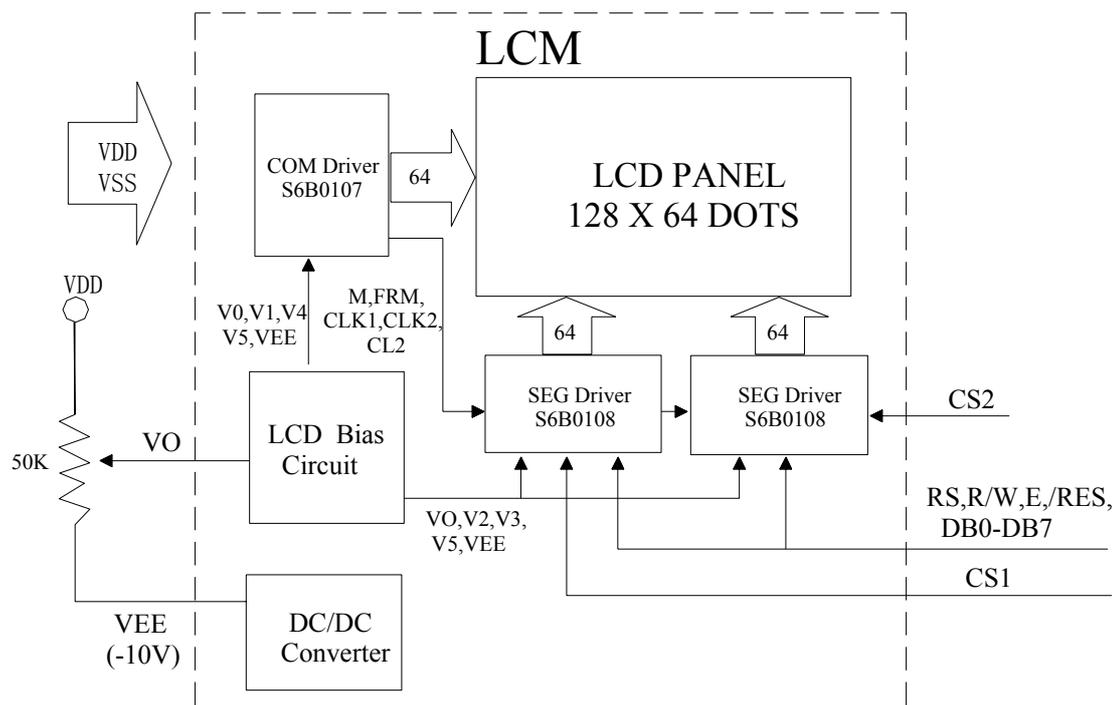 LCM
VDD
VSS
COM Driver
S6B0107
64
LCD PANEL
128 X 64 DOTS
VDD
V0,V1,V4
V5,VEE
M,FRM,
CLK1,CLK2,
CL2
64
64
SEG Driver
S6B0108
SEG Driver
S6B0108
CS2
50K
VO
LCD Bias
Circuit
VO,V2,V3,
V5,VEE
RS,R/W,E,/RES,
DB0-DB7
CS1
VEE
(-10V)
DC/DC
Converter